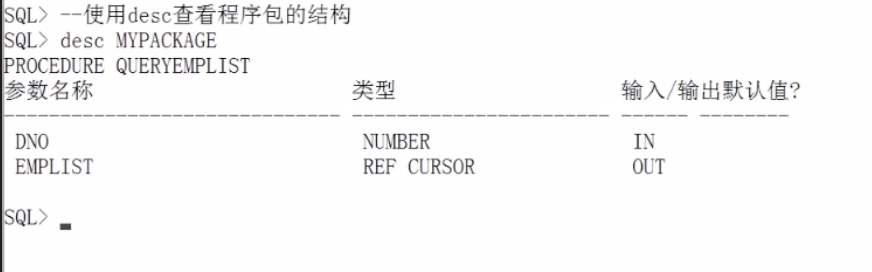 SQL> --使用desc查看程序包的结构
SQL> desc MYPACKAGE
PROCEDURE QUERYEMPLIST
参数名称 类型 输入/输出默认值?
------------------------------ ----------------------- ------ --------
DNO NUMBER IN
EMPLIST REF CURSOR OUT
SQL> _